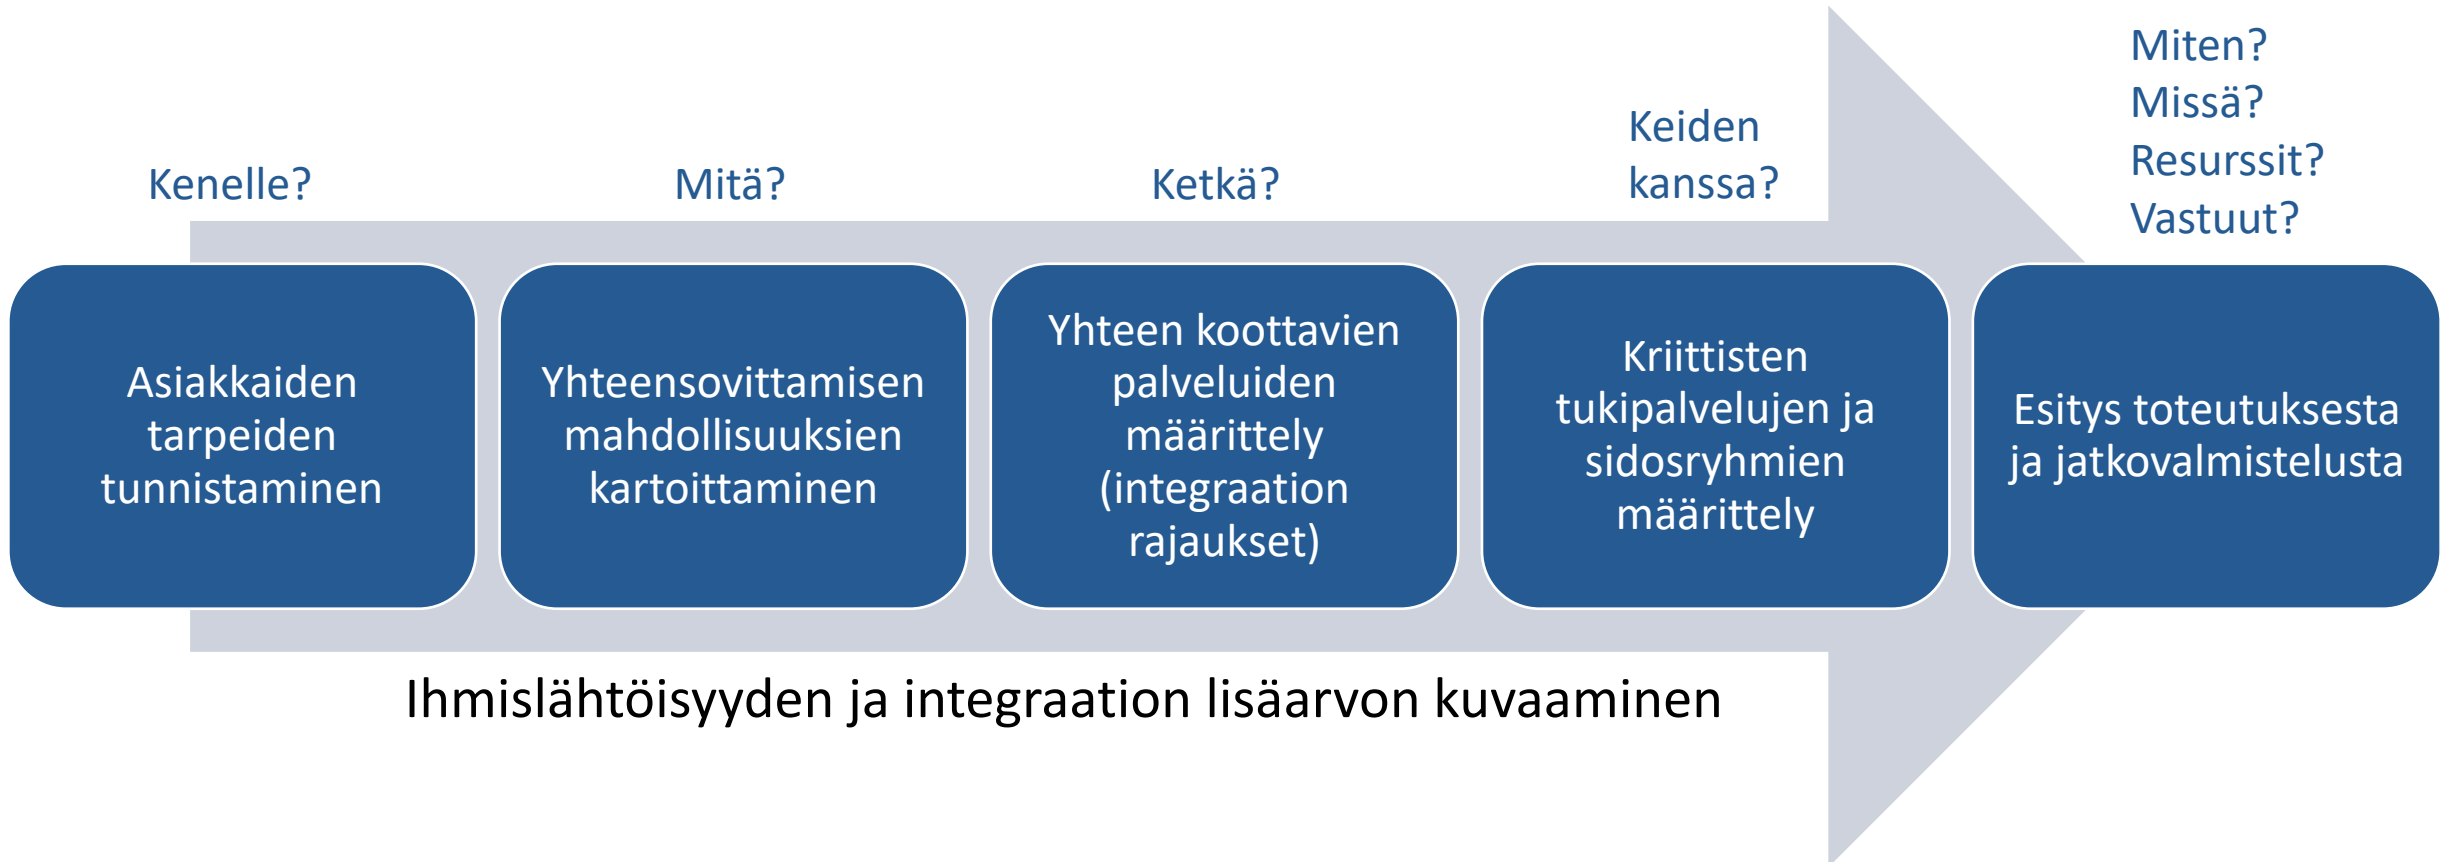 Kenelle?
Mitä?
Ketkä?
Keiden
kanssa?
Miten?
Missä?
Resurssit?
Vastuut?
Asiakkaiden
tarpeiden
tunnistaminen
Yhteensovittamisen
mahdollisuuksien
kartoittaminen
Yhteen koottavien
palveluiden
määrittely
(integraation
rajaukset)
Kriittisten
tukipalvelujen ja
sidosryhmien
määrittely
Esitys toteutuksesta
ja jatkovalmistelusta
Ihmislähtöisyyden ja integraation lisäarvon kuvaaminen